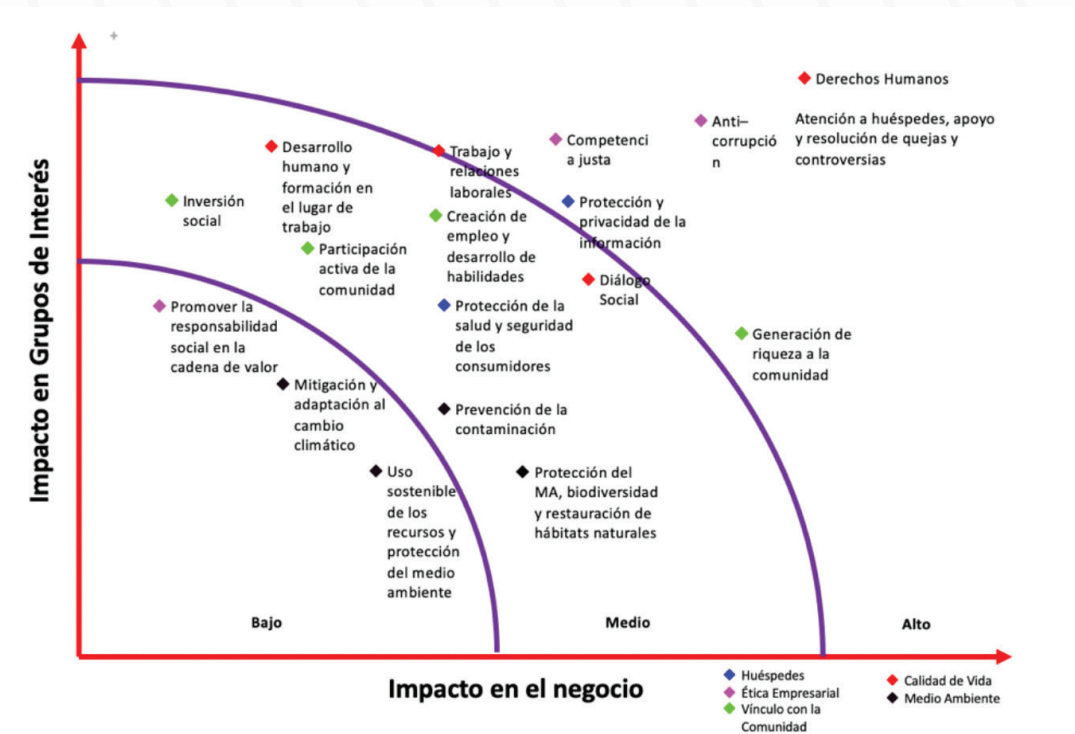 +
Impacto en Grupos de Interés
Derechos Humanos
Anti–
corrupció
n
Atención a huéspedes, apoyo
y resolución de quejas y
controversias
Competenci
a justa
Desarrollo
humano y
formación en
el lugar de
trabajo
Trabajo y
relaciones
laborales
Inversión
social
Protección y
privacidad de la
información
Creación de
empleo y
desarrollo de
habilidades
Participación
activa de la
comunidad
Diálogo
Social
Promover la
responsabilidad
social en la
cadena de valor
Protección de la
salud y seguridad
de los
consumidores
Generación de
riqueza a la
comunidad
Mitigación y
adaptación al
cambio
climático
Prevención de la
contaminación
Uso
sostenible
de los
recursos y
protección
del medio
ambiente
Protección del
MA, biodiversidad
y restauración de
hábitats naturales
Bajo
Medio
Alto
Impacto en el negocio
Huéspedes
Ética Empresarial
Vínculo con la
Comunidad
Calidad de Vida
Medio Ambiente